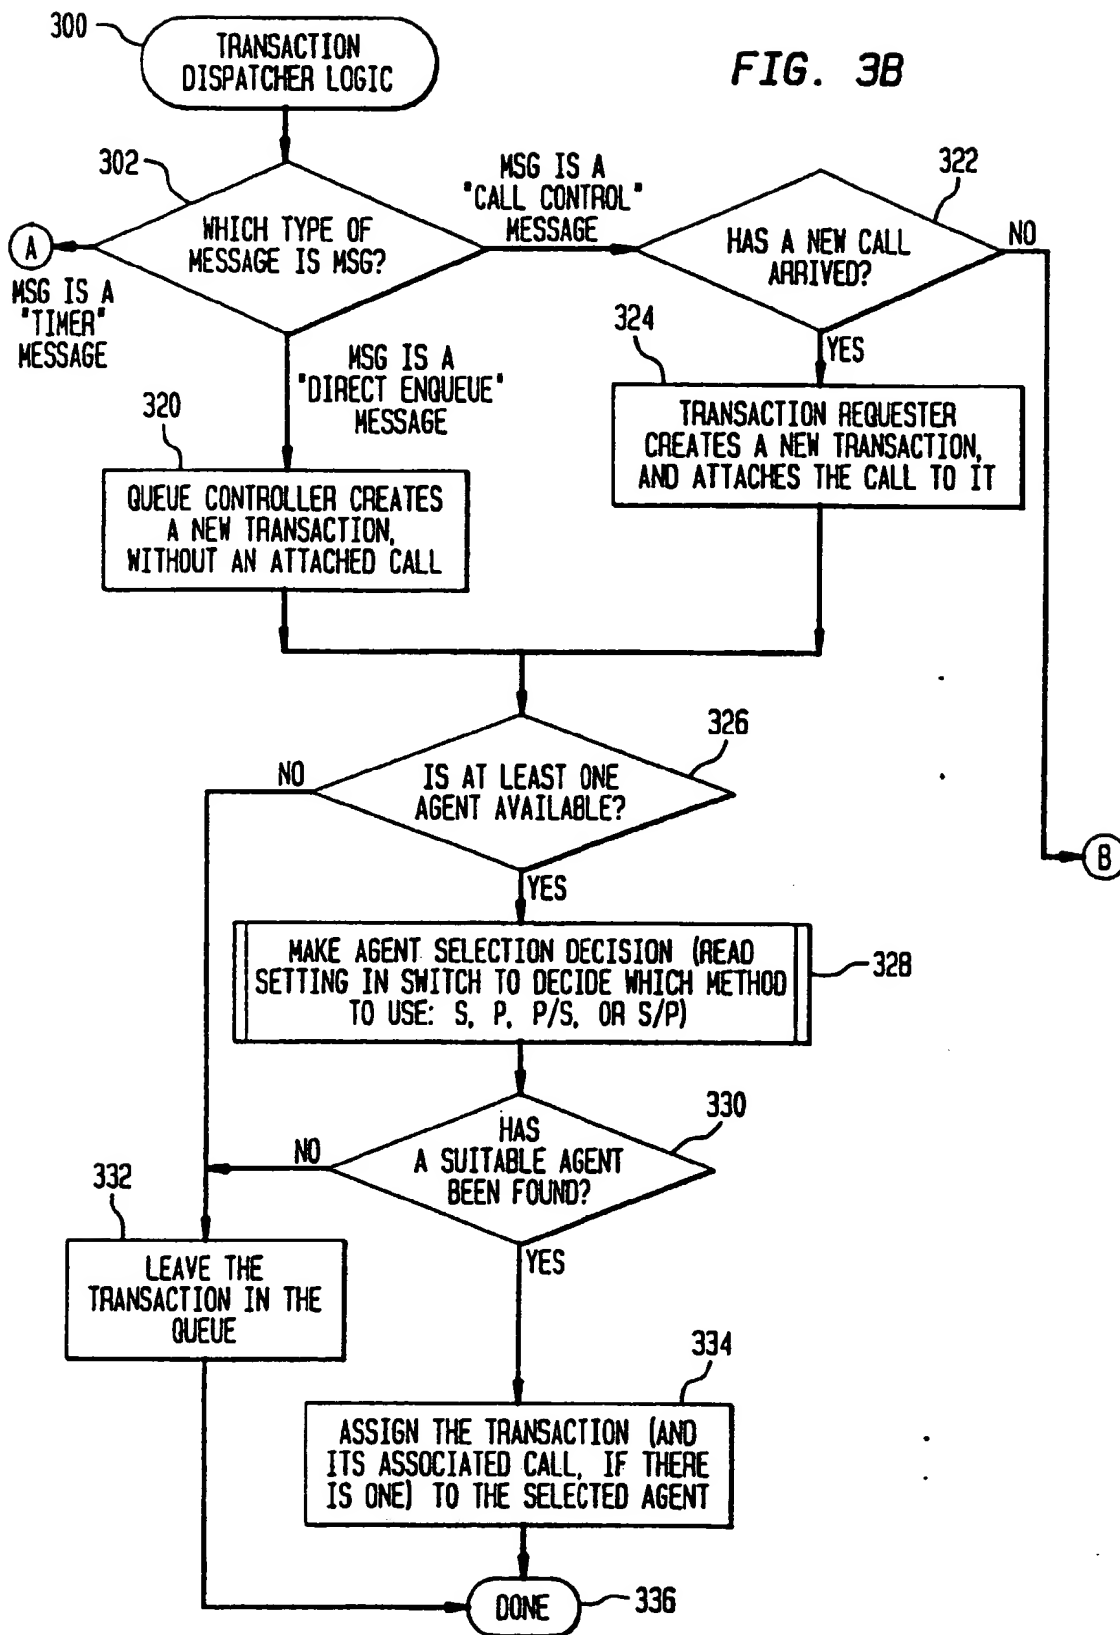 300
TRANSACTION
DISPATCHER LOGIC
FIG. 3B
302
WHICH TYPE OF
MESSAGE IS MSG?
A
MSG IS A
"TIMER"
MESSAGE
MSG IS A
"CALL CONTROL"
MESSAGE
322
HAS A NEW CALL
ARRIVED?
NO
YES
324
TRANSACTION REQUESTER
CREATES A NEW TRANSACTION,
AND ATTACHES THE CALL TO IT
MSG IS A
"DIRECT ENQUEUE"
MESSAGE
320
QUEUE CONTROLLER CREATES
A NEW TRANSACTION,
WITHOUT AN ATTACHED CALL
326
IS AT LEAST ONE
AGENT AVAILABLE?
NO
YES
B
MAKE AGENT SELECTION DECISION (READ
SETTING IN SWITCH TO DECIDE WHICH METHOD
TO USE: S, P, P/S, OR S/P)
328
330
HAS
A SUITABLE AGENT
BEEN FOUND?
NO
YES
332
LEAVE THE
TRANSACTION IN THE
QUEUE
334
ASSIGN THE TRANSACTION (AND
ITS ASSOCIATED CALL, IF THERE
IS ONE) TO THE SELECTED AGENT
DONE
336